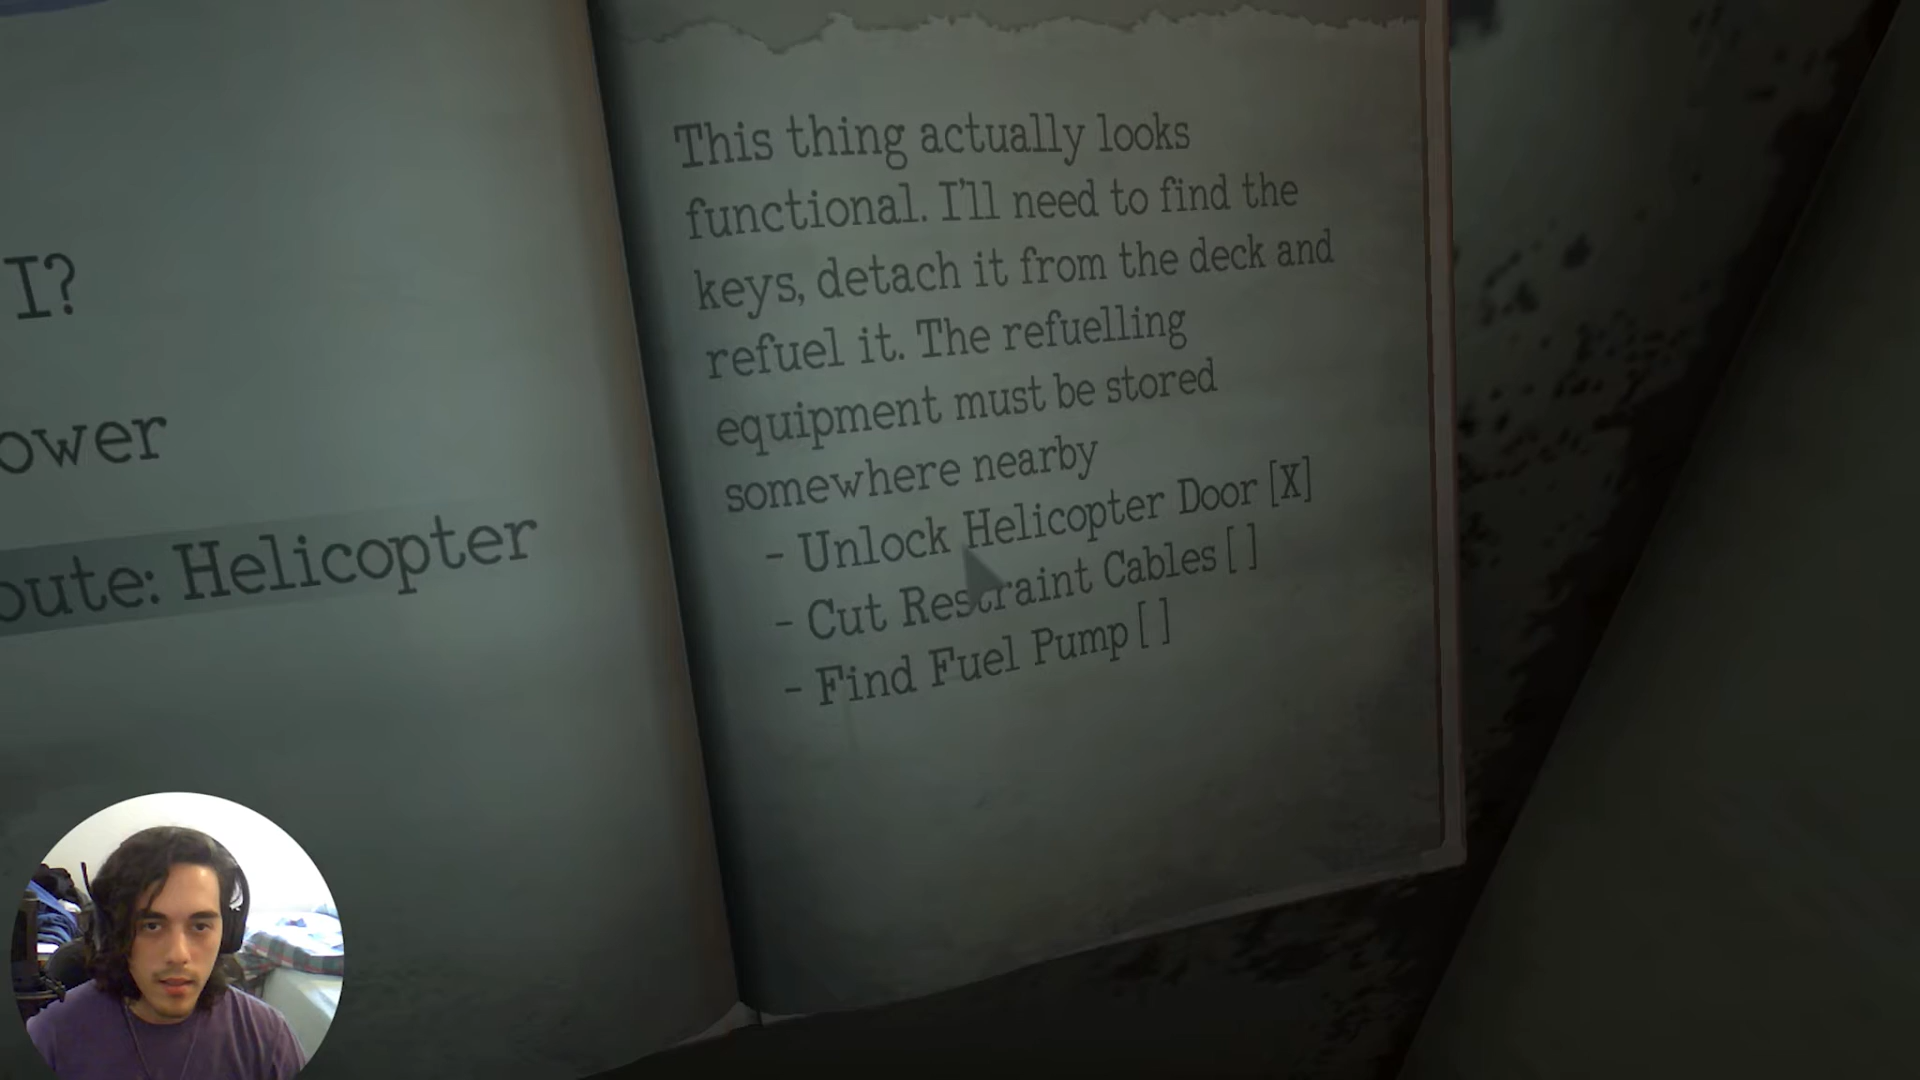 I?
ower
oute: Helicopter
This thing actually looks
functional. I'll need to find the
keys, detach it from the deck and
refuel it. The refuelling
equipment must be stored
somewhere nearby
- Unlock Helicopter Door [X]
- Cut Restraint Cables [ ]
- Find Fuel Pump [ ]